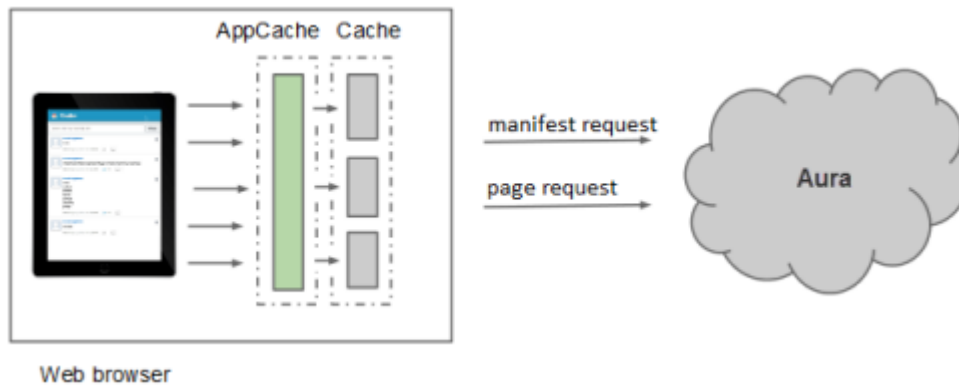 AppCache Cache
manifest request
page request
Aura
Web browser